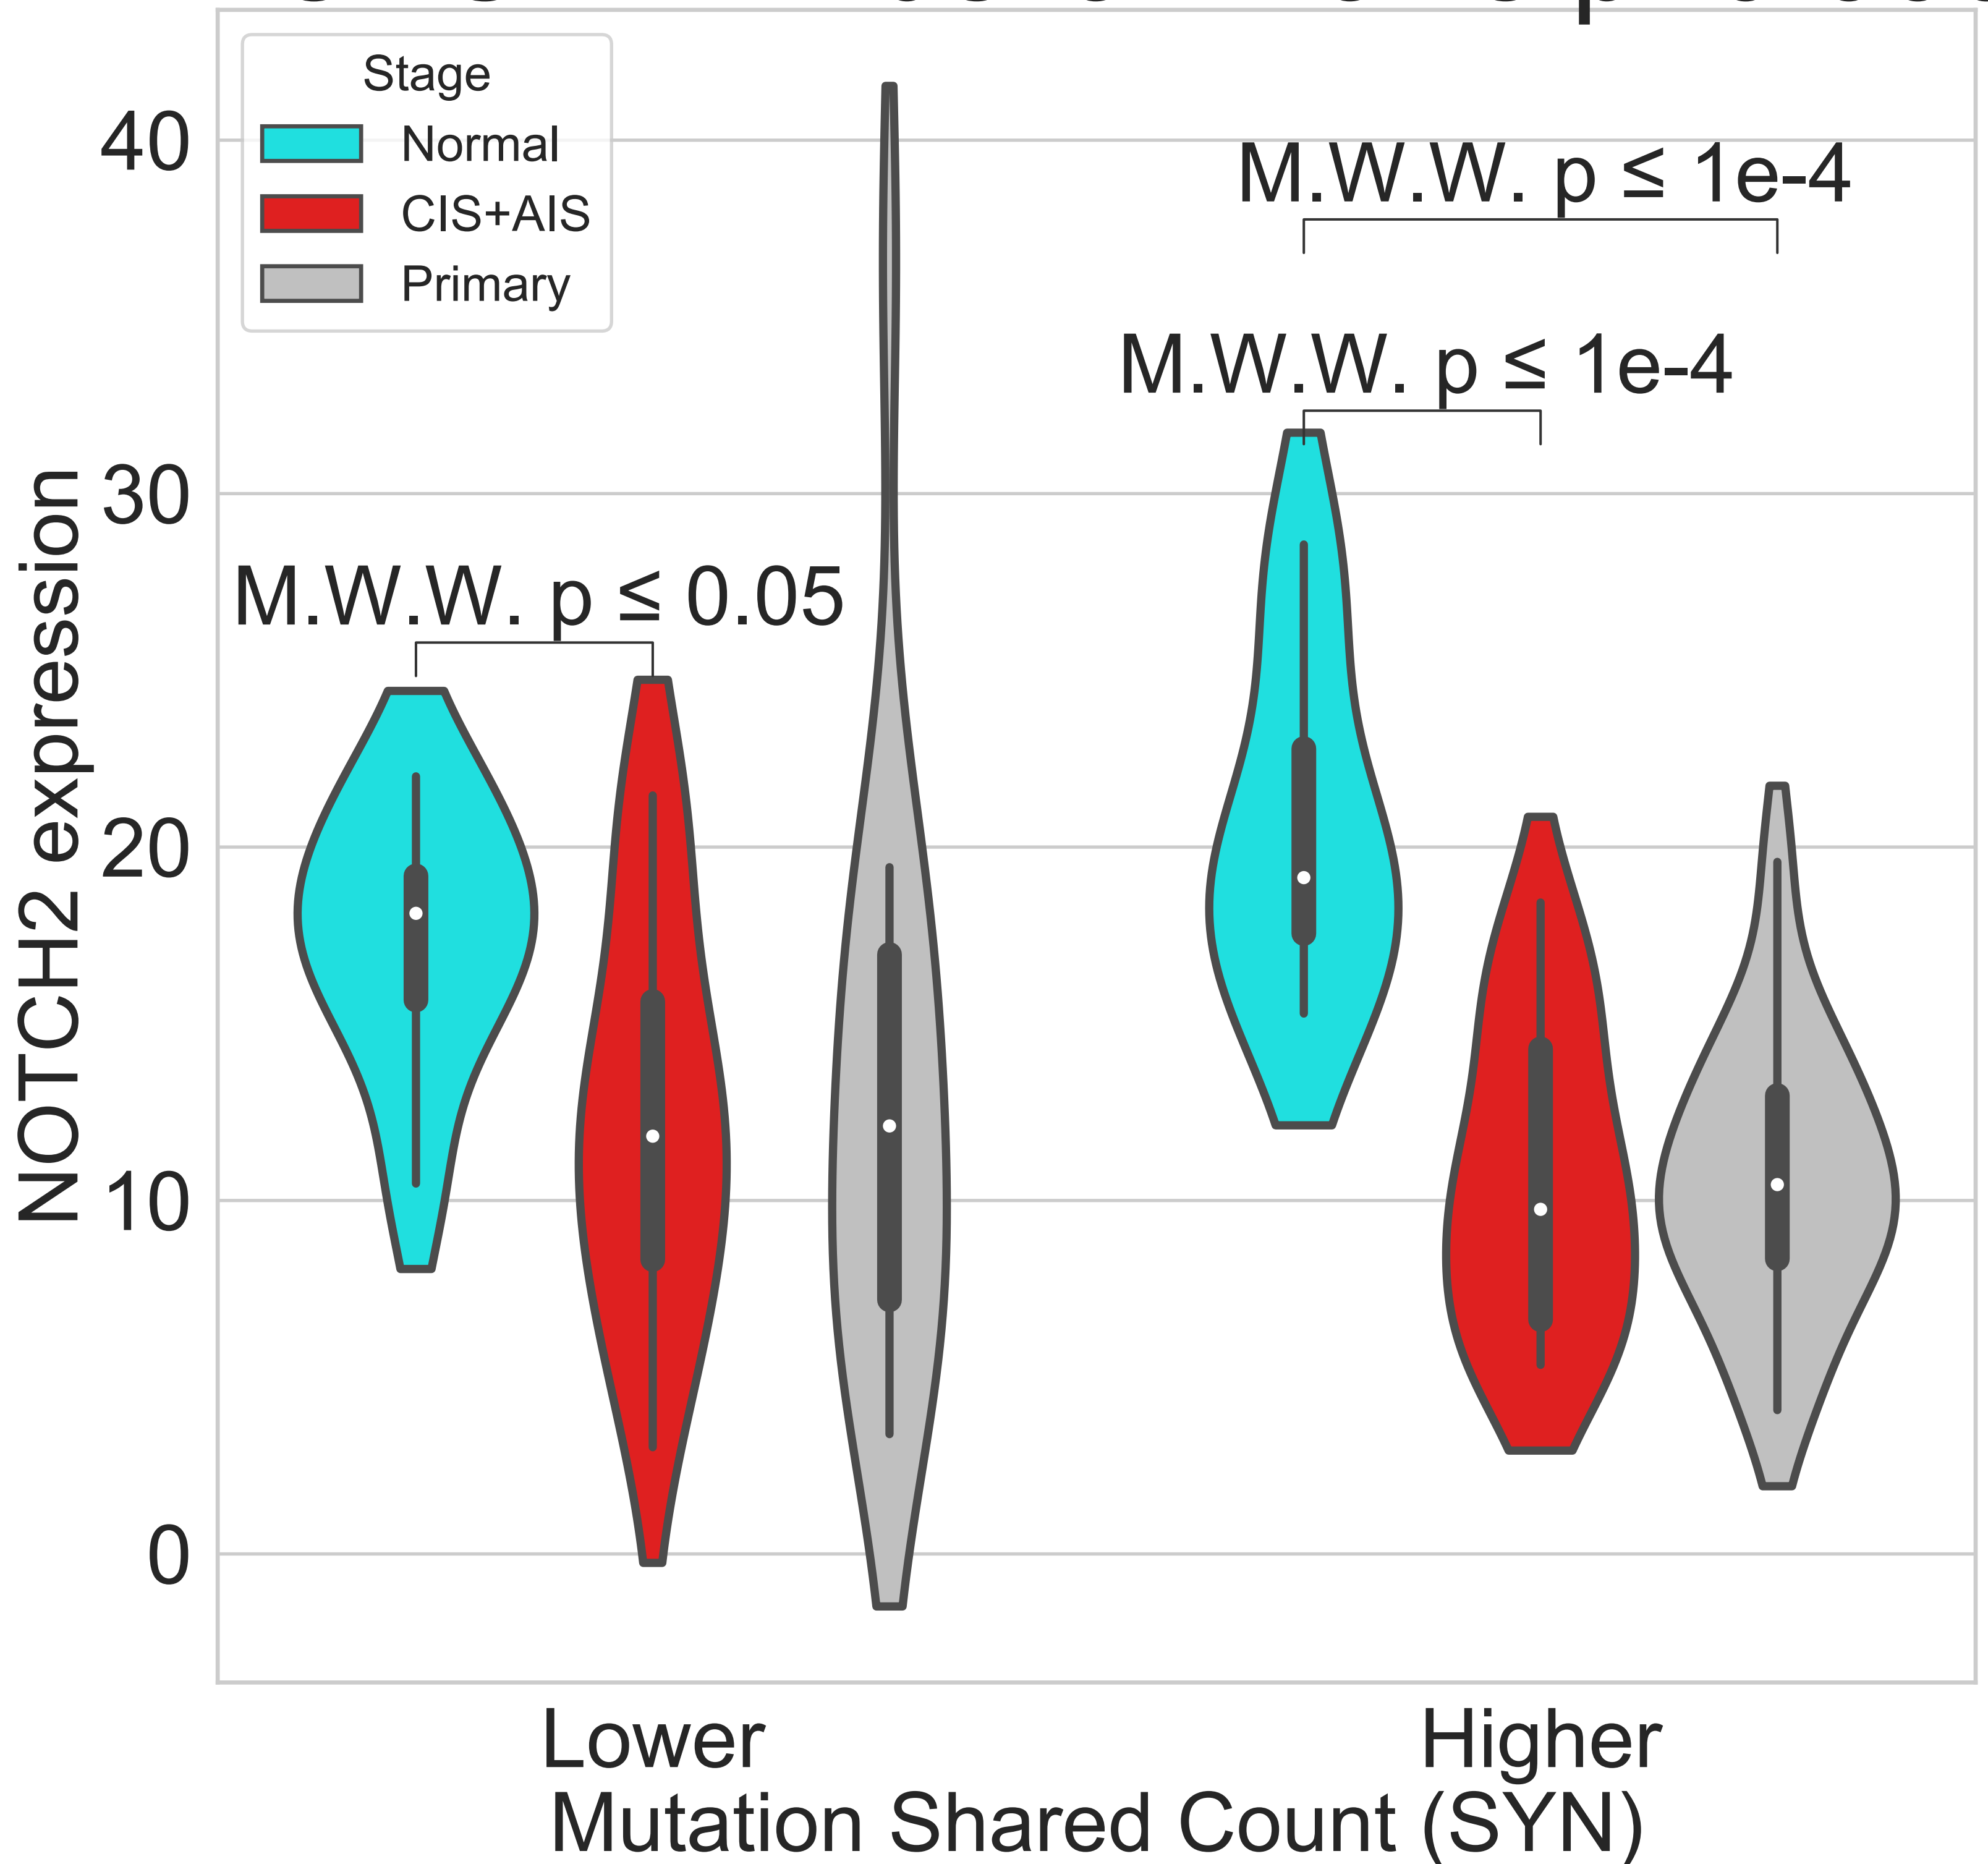 Stage
Normal
CIS+AIS
Primary
M.W.W. p ≤ 1e-4
M.W.W. p ≤ 1e-4
M.W.W. p ≤ 0.05
NOTCH2 expression
40
30
20
10
0
Lower
Higher
Mutation Shared Count (SYN)